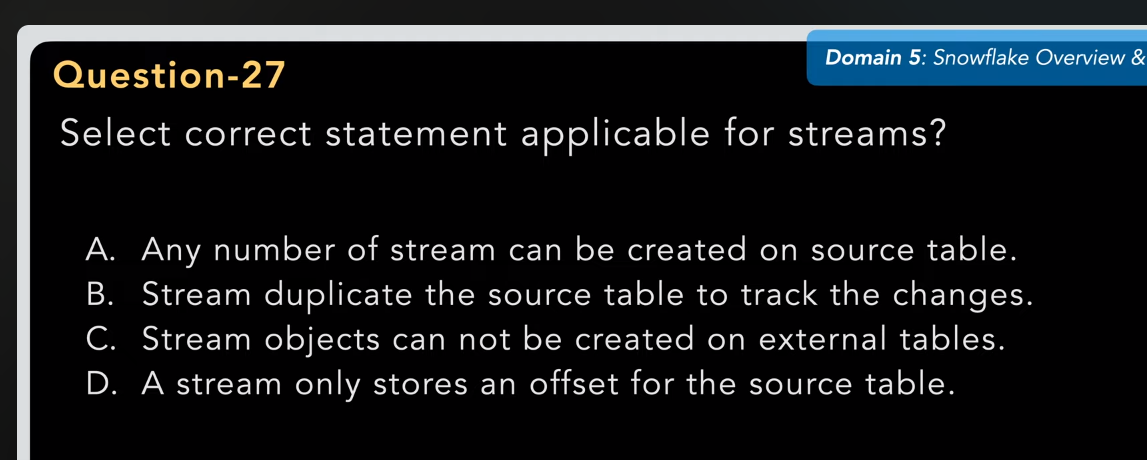 Domain 5: Snowflake Overview &
Question-27
Select correct statement applicable for streams?
A. Any number of stream can be created on source table.
B. Stream duplicate the source table to track the changes.
C. Stream objects can not be created on external tables.
D. A stream only stores an offset for the source table.